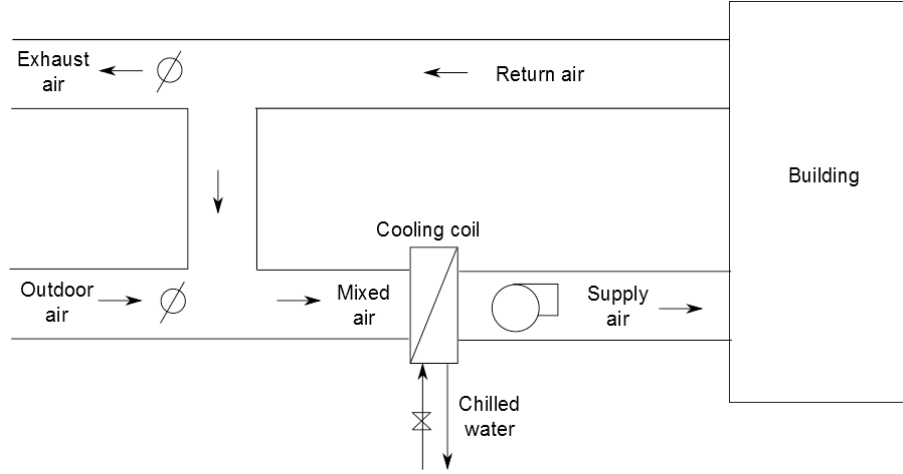 Exhaust
air
Return air
Building
Cooling coil
Outdoor
air
Mixed
air
Supply
air
Chilled
water